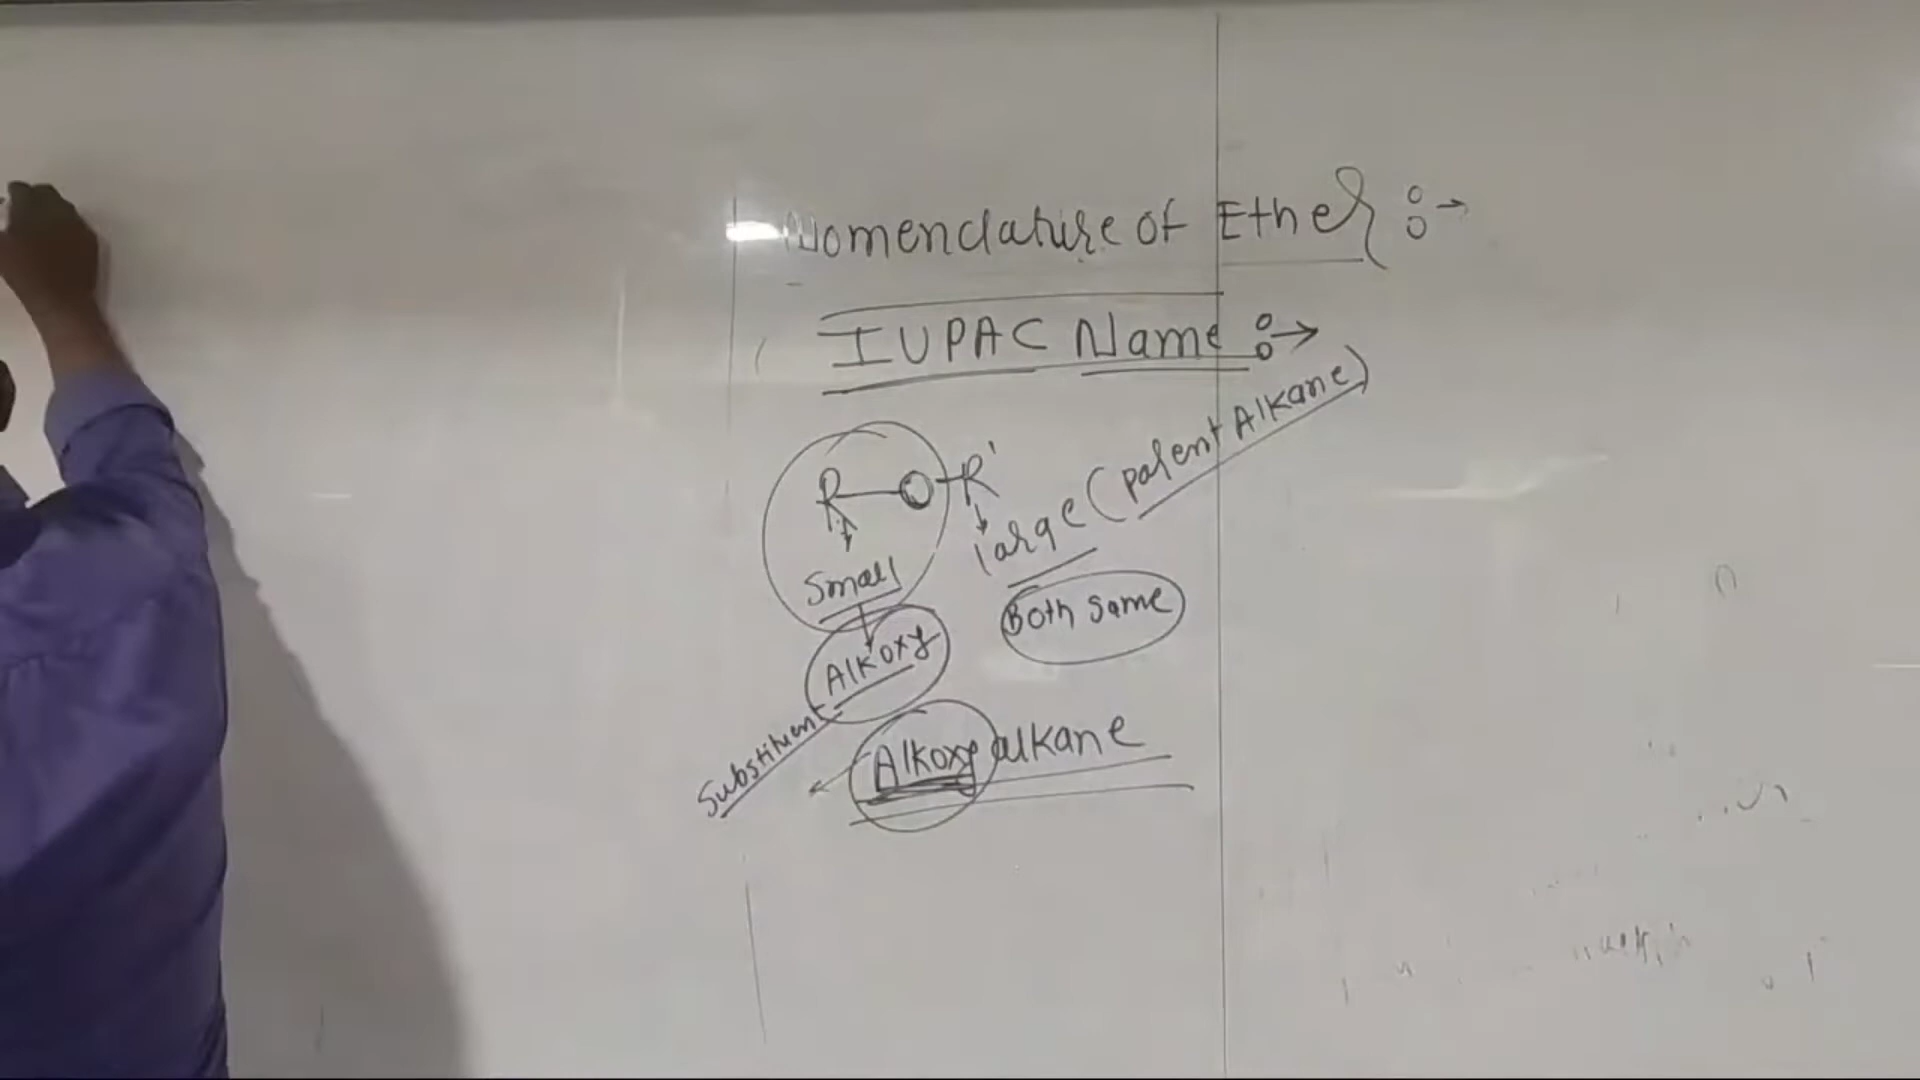 Nomenclature of Ether :→
IUPAC Name :→
R—O—R'
Small
large (parent Alkane)
Both same
Alkoxy
Substituent
Alkoxy alkane